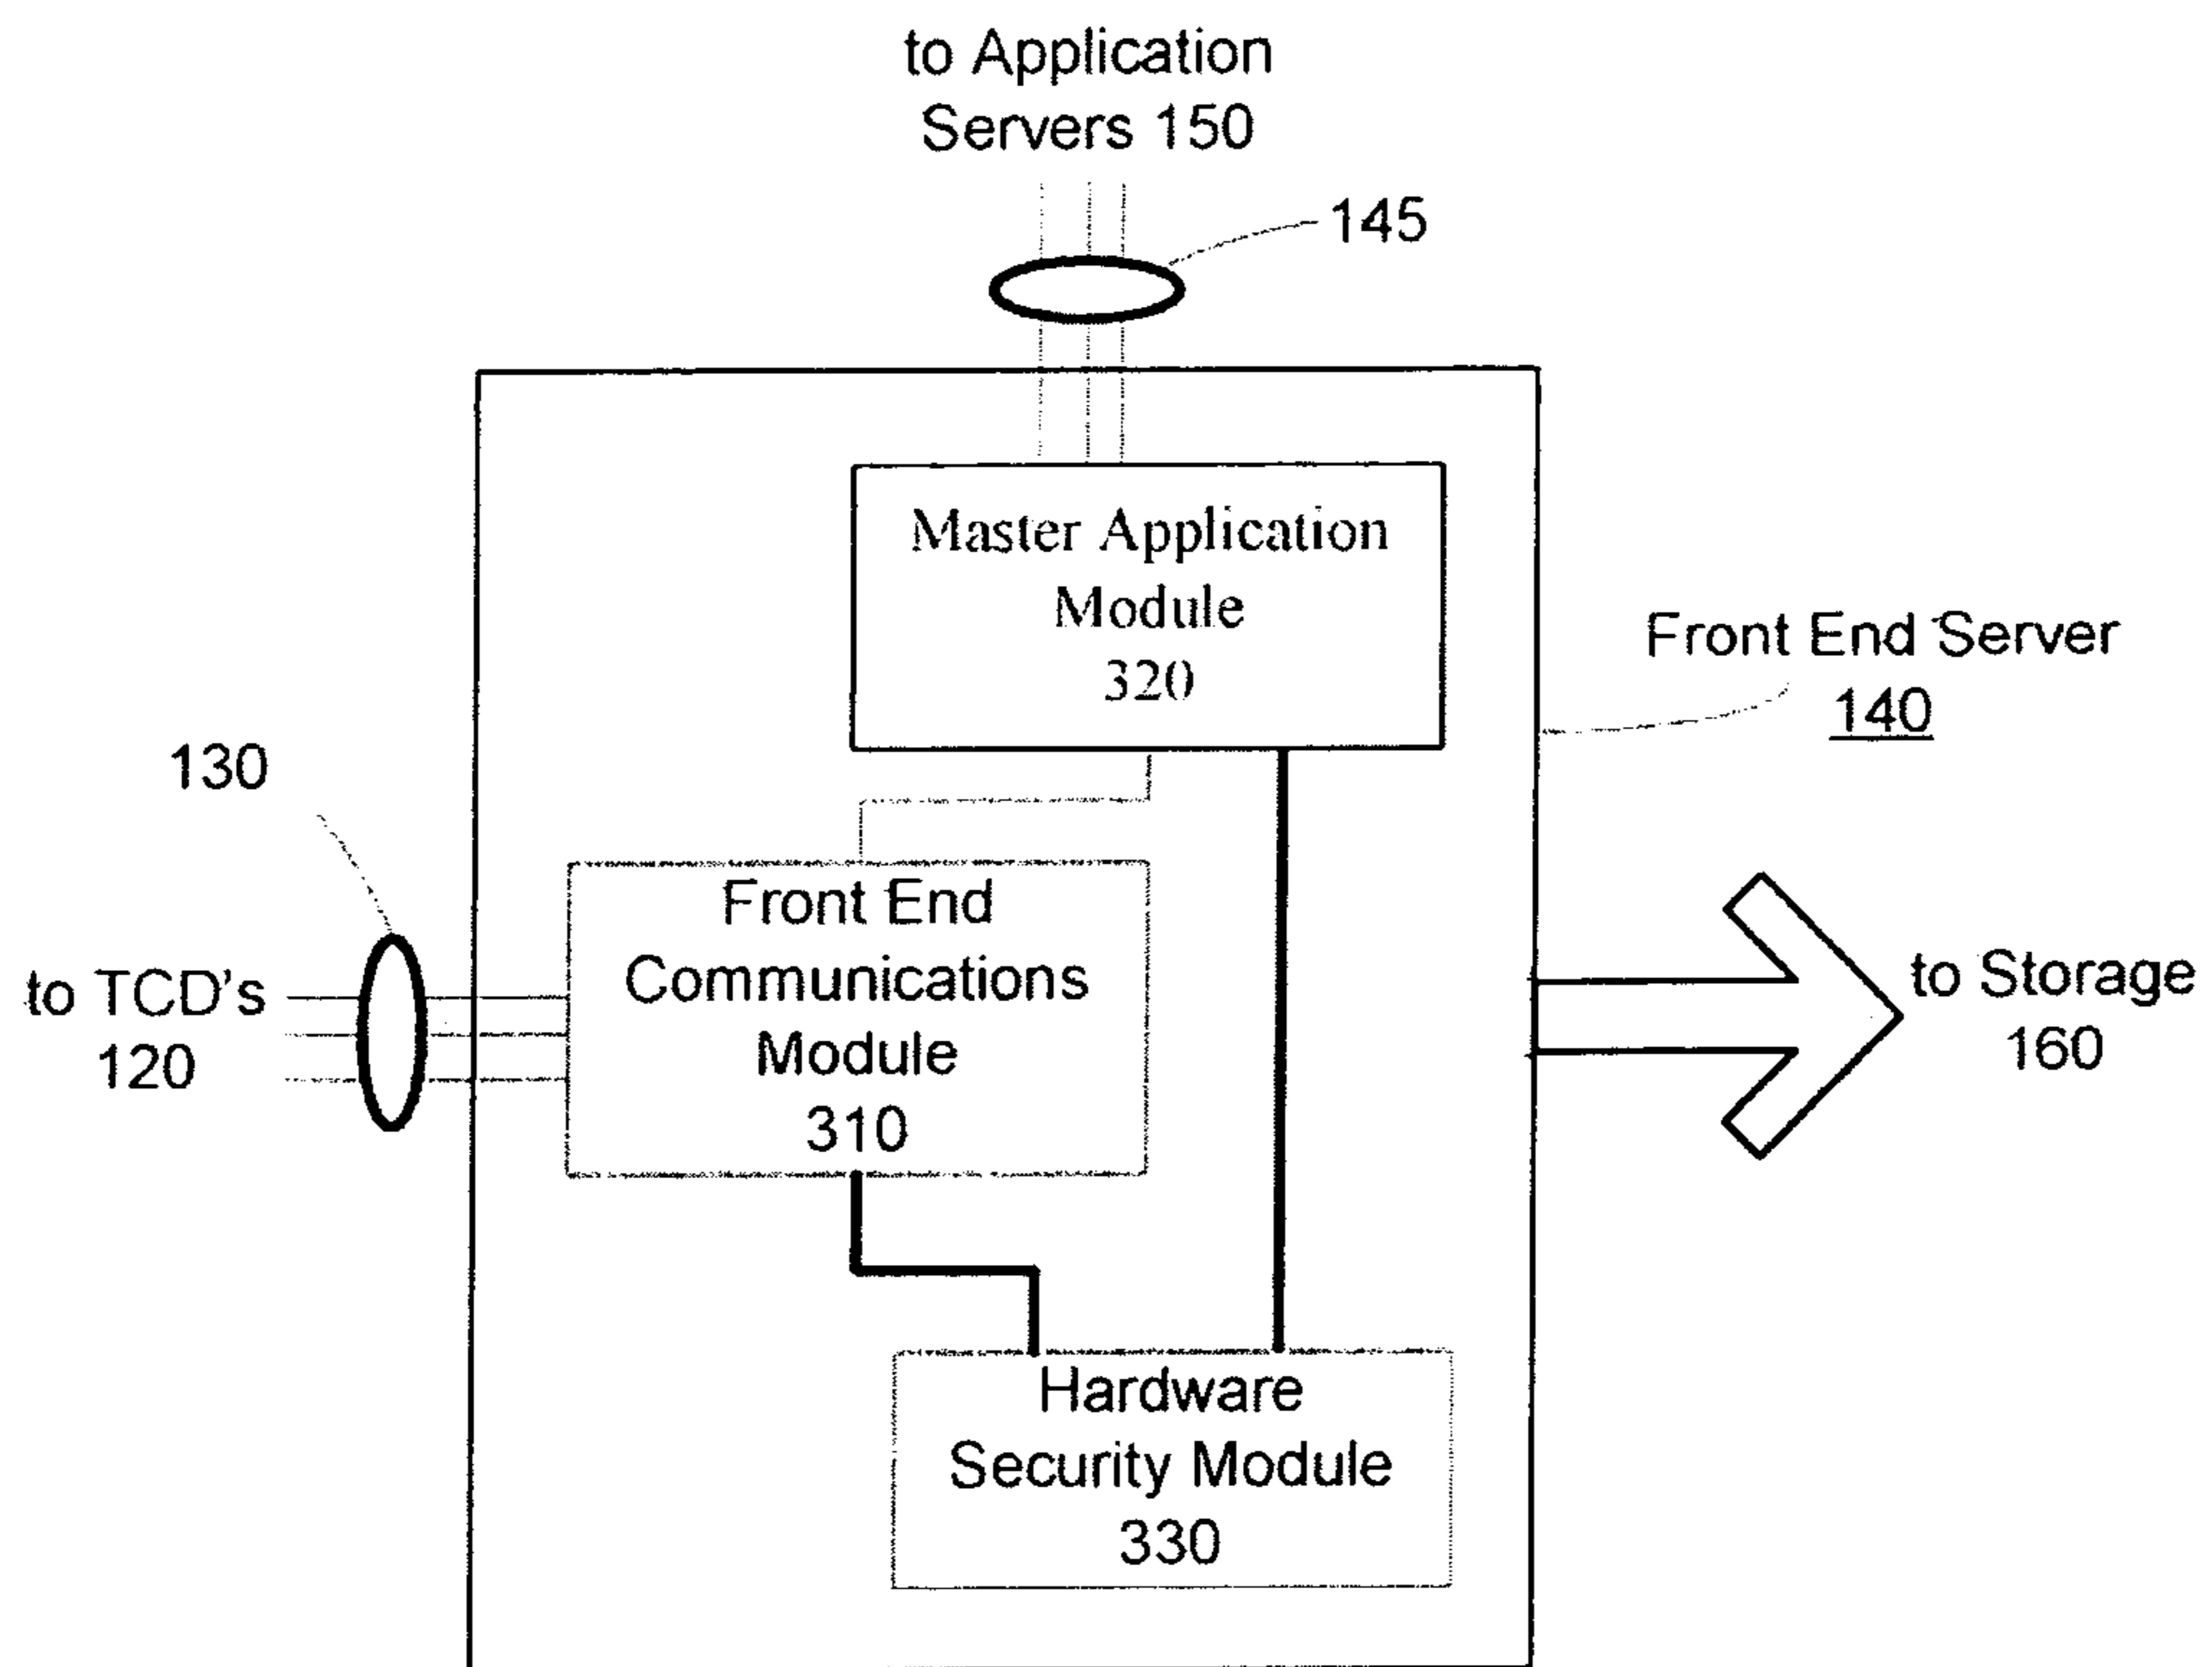 to Application
Servers 150
145
Master Application
Module
320
Front End Server
140
130
Front End
Communications
Module
310
to TCD's
120
to Storage
160
Hardware
Security Module
330